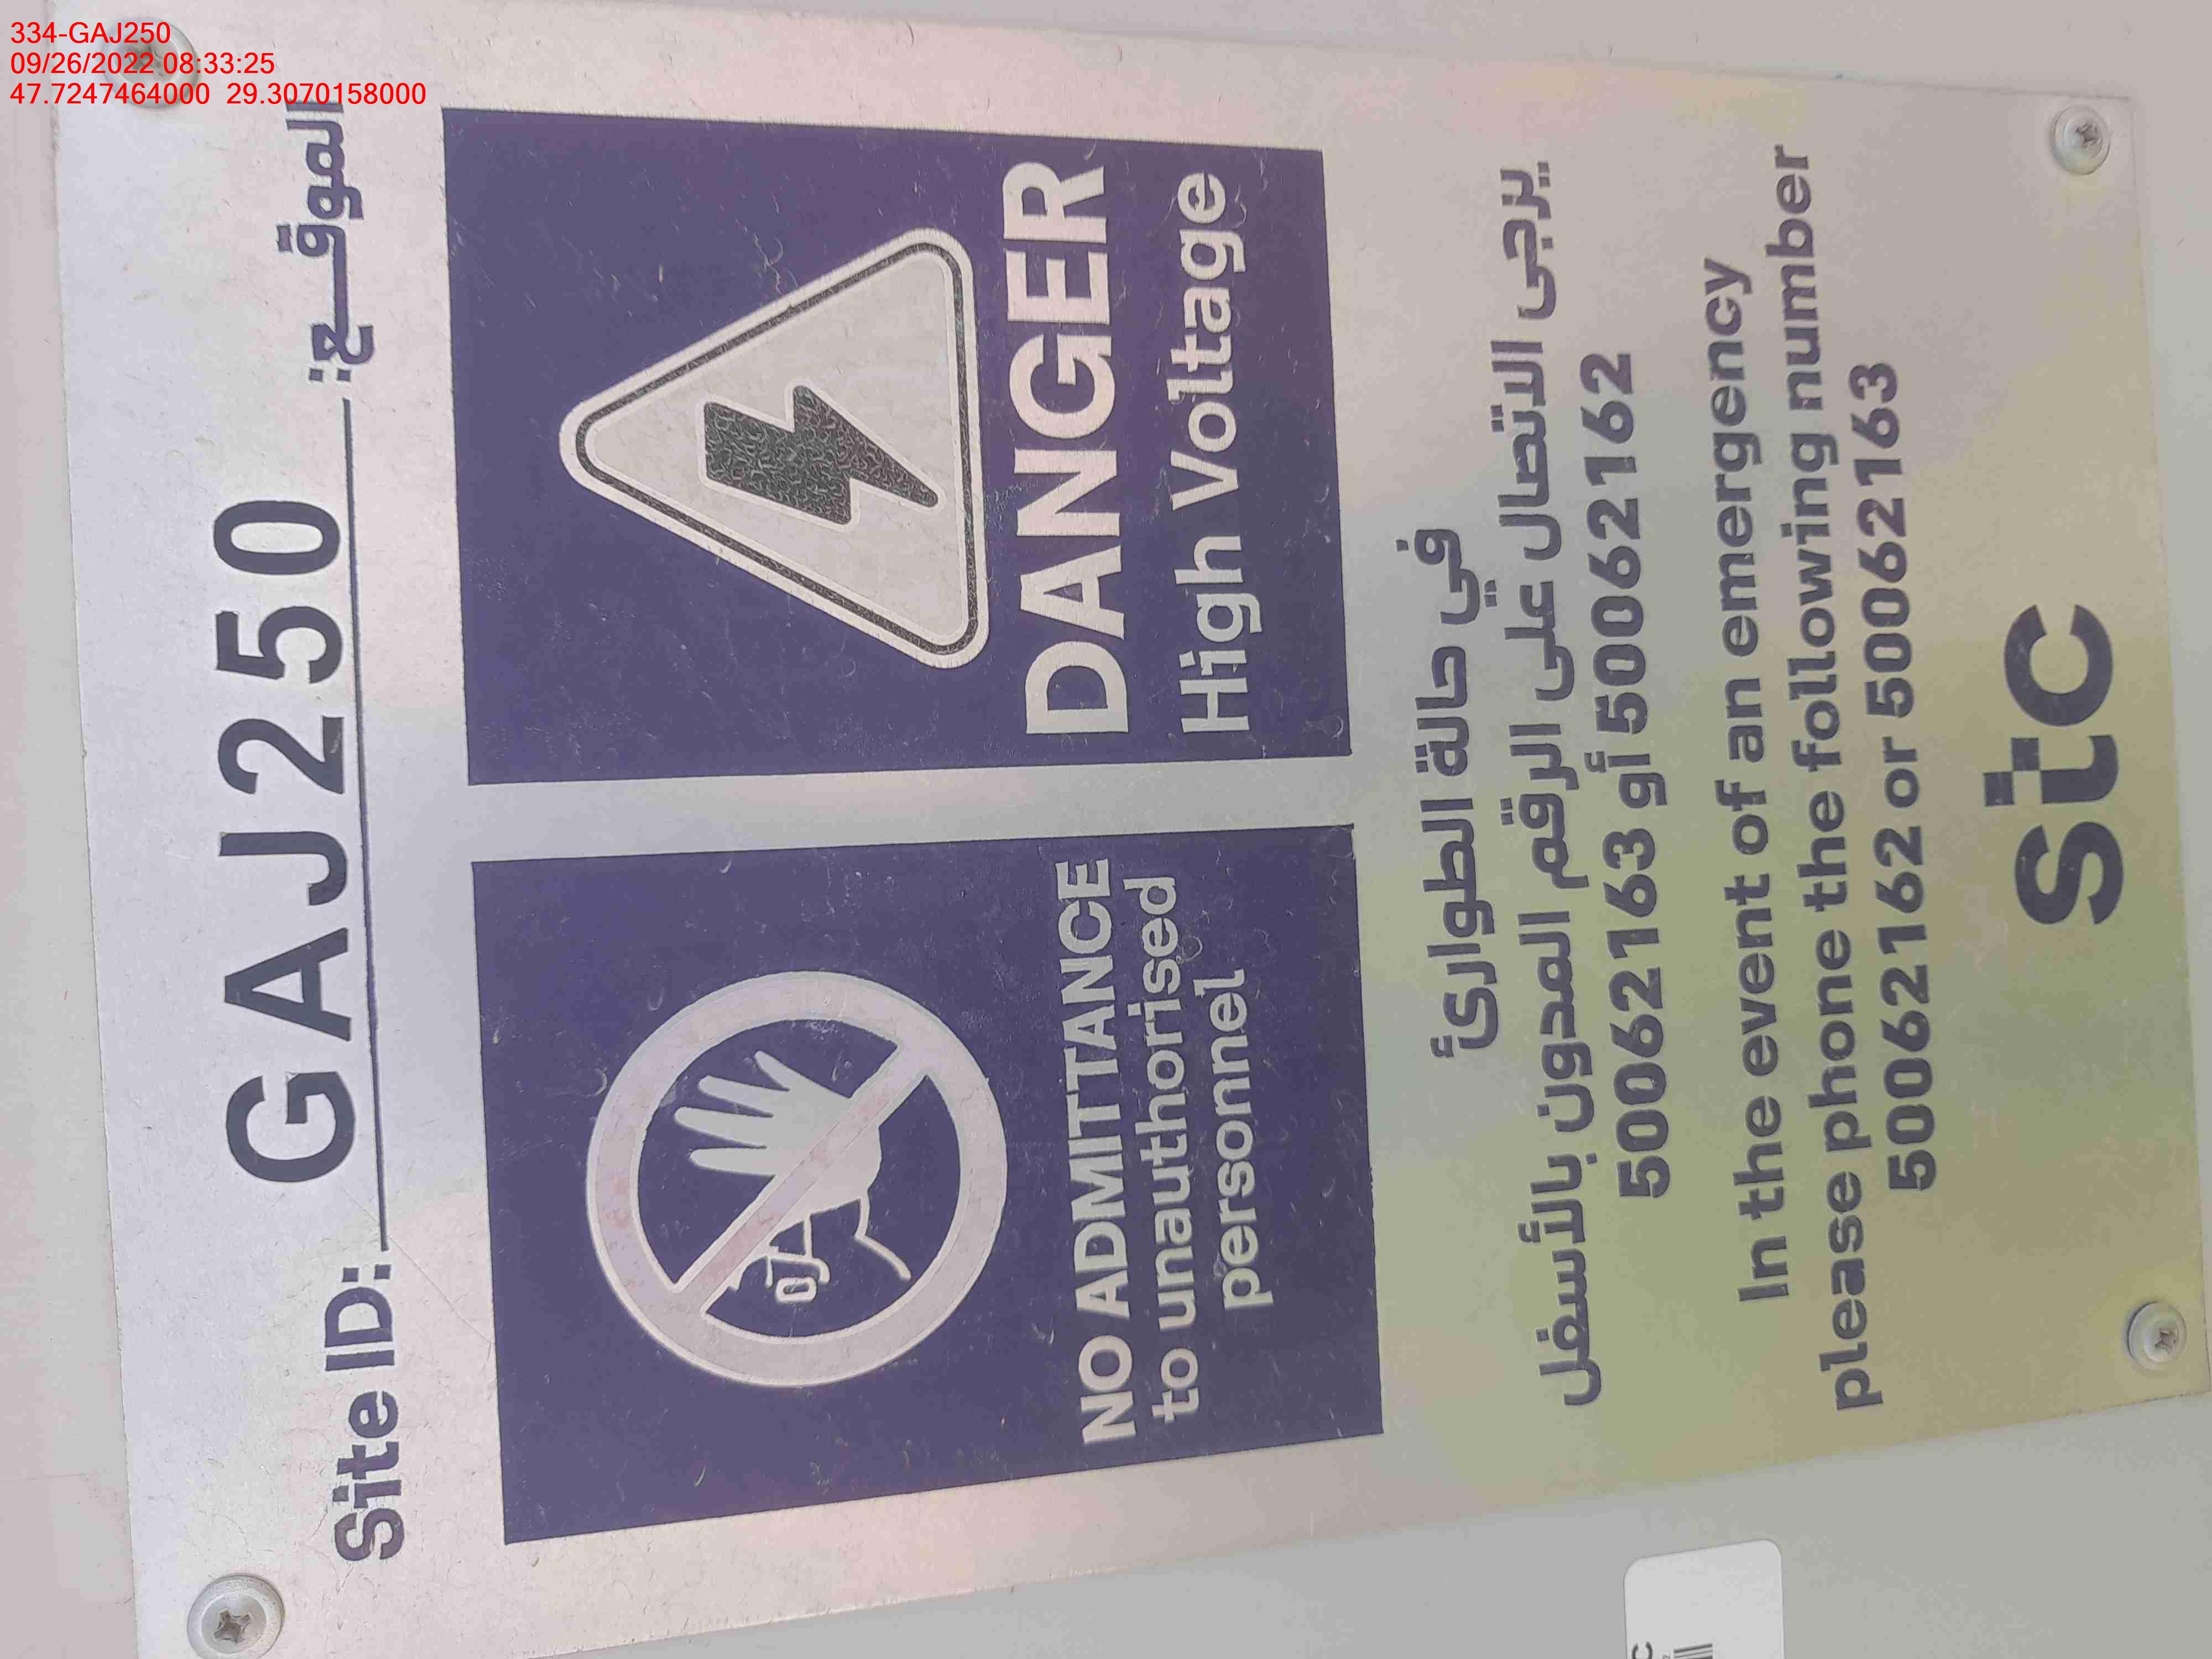 334-GAJ250
09/26/2022 08:33:25
47.7247464000 29.3070158000
Site ID: GAJ250 الموقــع:
NO ADMITTANCE
to unauthorised
personnel
DANGER
High Voltage
في حالة الطوارئ
يرجى الاتصال على الرقم المدون بالأسفل
50062163 أو 50062162
In the event of an emergency
please phone the following number
50062162 or 50062163
stc